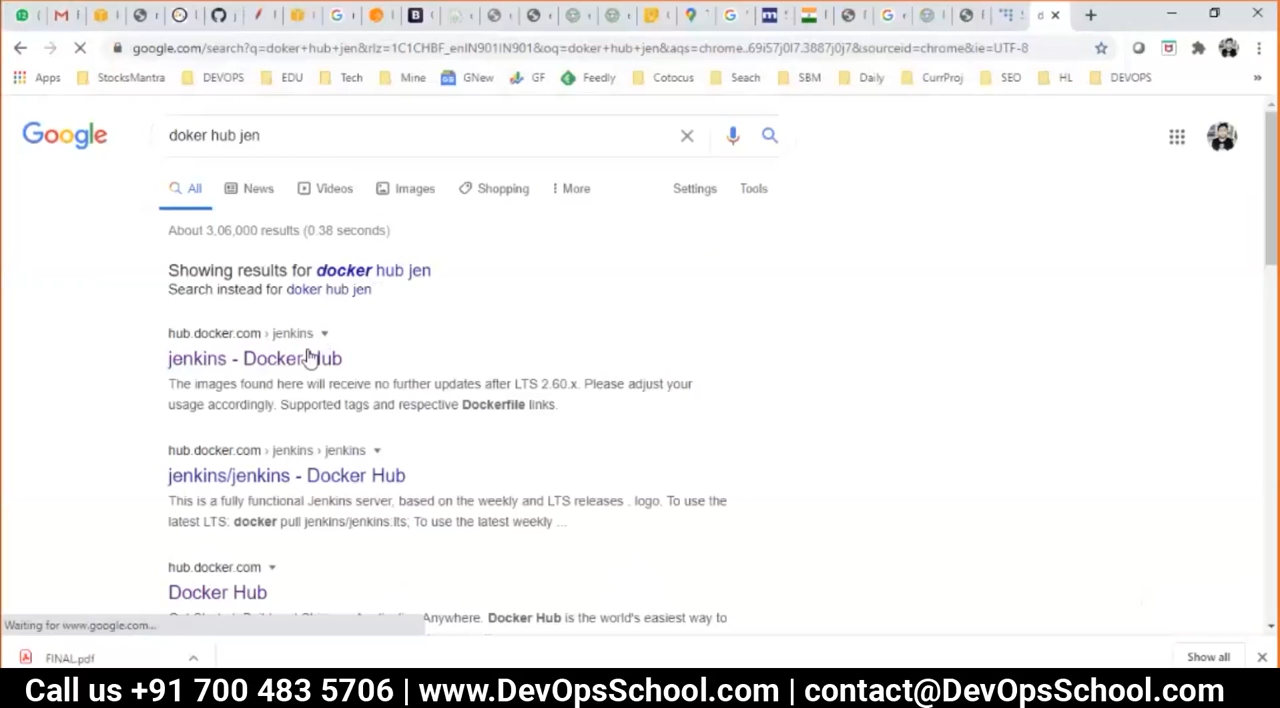 google.com/search?q=doker+hub+jen&rlz=1C1CHBF_enIN901IN901&oq=doker+hub+jen&aqs=chrome..69i57j0l7.3887j0j7&sourceid=chrome&ie=UTF-8
Apps StocksMantra DEVOPS EDU Tech Mine GNew GF Feedly Cotocus Seach SBM Daily CurrProj SEO HL DEVOPS »
Google doker hub jen
All News Videos Images Shopping More Settings Tools
About 3,06,000 results (0.38 seconds)
Showing results for docker hub jen
Search instead for doker hub jen
hub.docker.com › jenkins
jenkins - Docker Hub
The images found here will receive no further updates after LTS 2.60.x. Please adjust your
usage accordingly. Supported tags and respective Dockerfile links.
hub.docker.com › jenkins › jenkins
jenkins/jenkins - Docker Hub
This is a fully functional Jenkins server, based on the weekly and LTS releases . logo. To use the
latest LTS: docker pull jenkins/jenkins:lts; To use the latest weekly ...
hub.docker.com
Docker Hub
Anywhere. Docker Hub is the world's easiest way to
Waiting for www.google.com...
FINAL.pdf Show all
Call us +91 700 483 5706 | www.DevOpsSchool.com | contact@DevOpsSchool.com